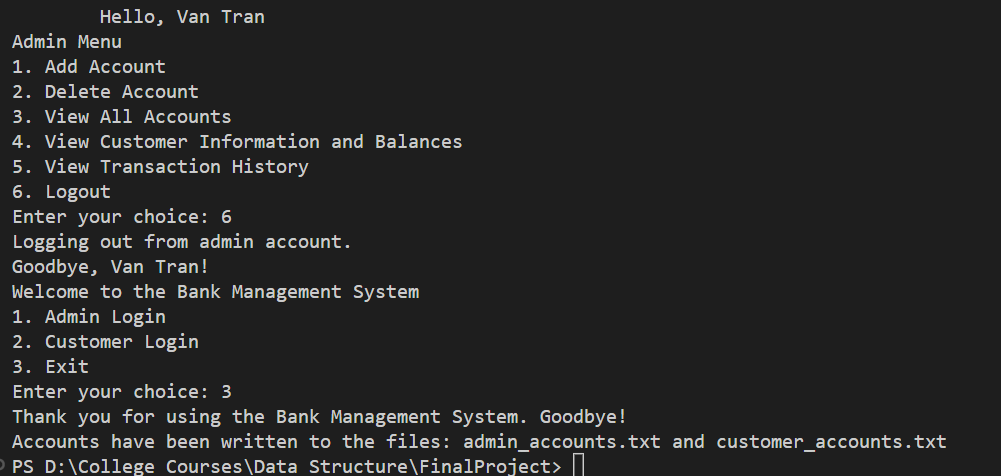 Hello, Van Tran
Admin Menu
1. Add Account
2. Delete Account
3. View All Accounts
4. View Customer Information and Balances
5. View Transaction History
6. Logout
Enter your choice: 6
Logging out from admin account.
Goodbye, Van Tran!
Welcome to the Bank Management System
1. Admin Login
2. Customer Login
3. Exit
Enter your choice: 3
Thank you for using the Bank Management System. Goodbye!
Accounts have been written to the files: admin_accounts.txt and customer_accounts.txt
PS D:\College Courses\Data Structure\FinalProject>